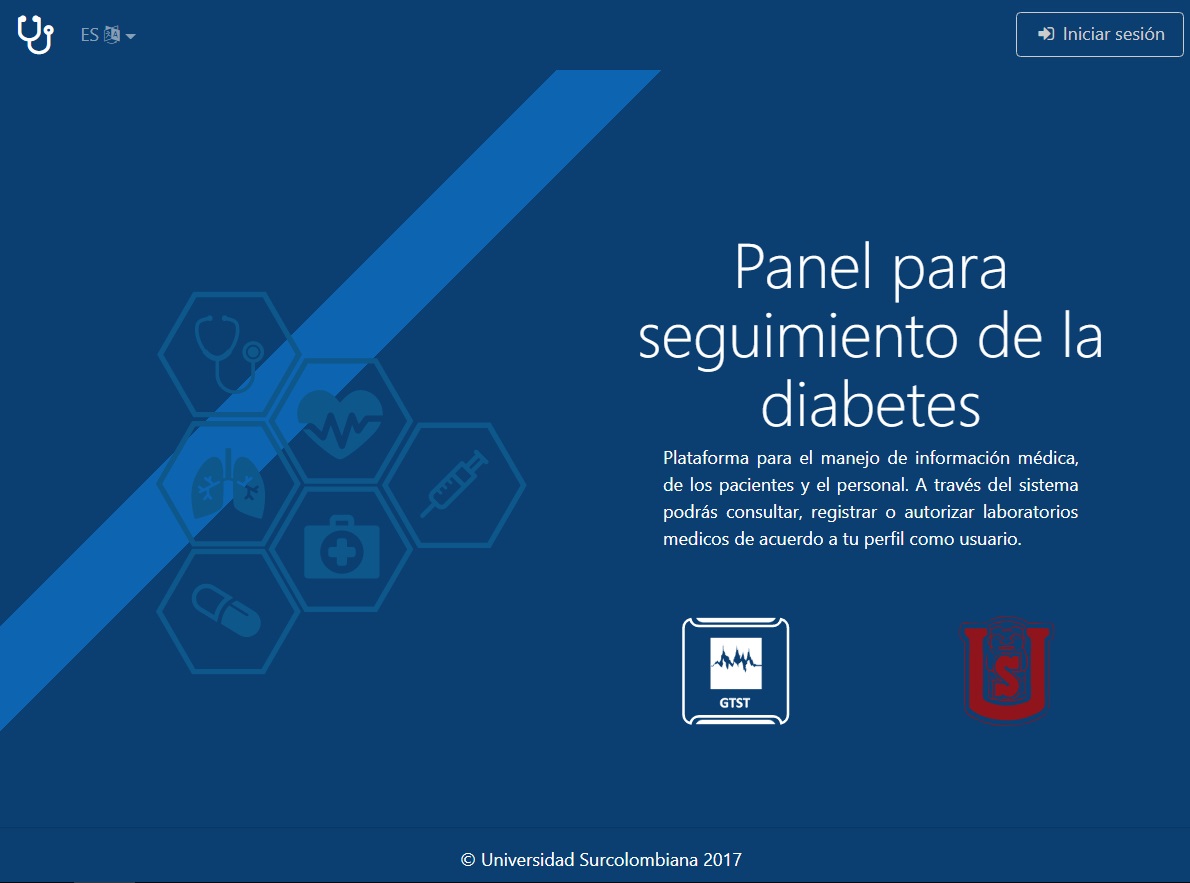 ES
Iniciar sesión
Panel para
seguimiento de la
diabetes
Plataforma para el manejo de información médica,
de los pacientes y el personal. A través del sistema
podrás consultar, registrar o autorizar laboratorios
medicos de acuerdo a tu perfil como usuario.
GTST
U S
© Universidad Surcolombiana 2017